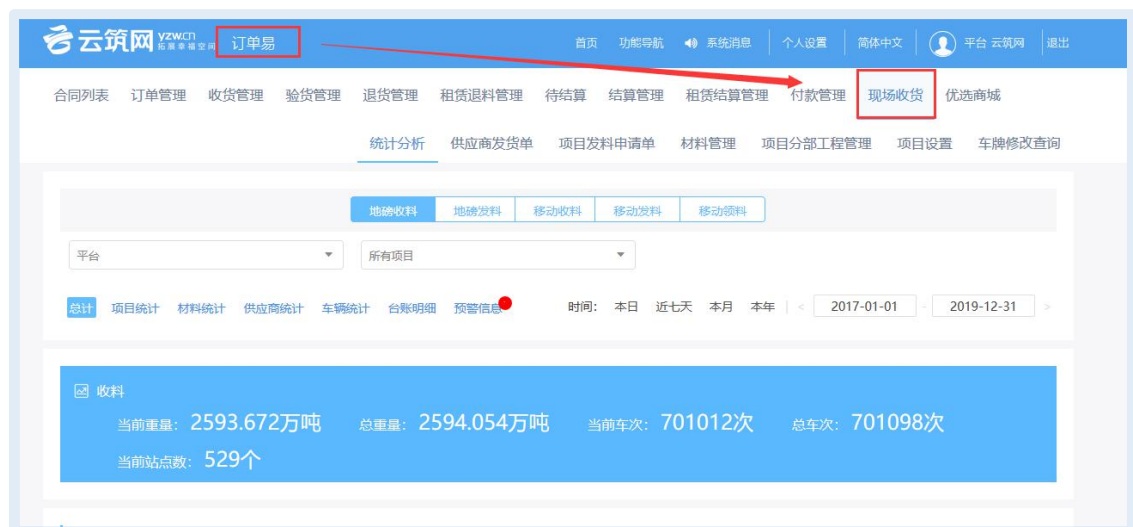 云筑网 yzw.cn 拓展幸福空间 订单易 首页 功能导航 系统消息 个人设置 简体中文 平台 云筑网 退出
合同列表 订单管理 收货管理 验货管理 退货管理 租赁退料管理 待结算 结算管理 租赁结算管理 付款管理 现场收货 优选商城
统计分析 供应商发货单 项目发料申请单 材料管理 项目分部工程管理 项目设置 车牌修改查询
地磅收料 地磅发料 移动收料 移动发料 移动领料
平台 所有项目
总计 项目统计 材料统计 供应商统计 车辆统计 台账明细 预警信息 时间: 本日 近七天 本月 本年 | < 2017-01-01 - 2019-12-31 >
收料
当前重量: 2593.672万吨 总重量: 2594.054万吨 当前车次: 701012次 总车次: 701098次
当前站点数: 529个